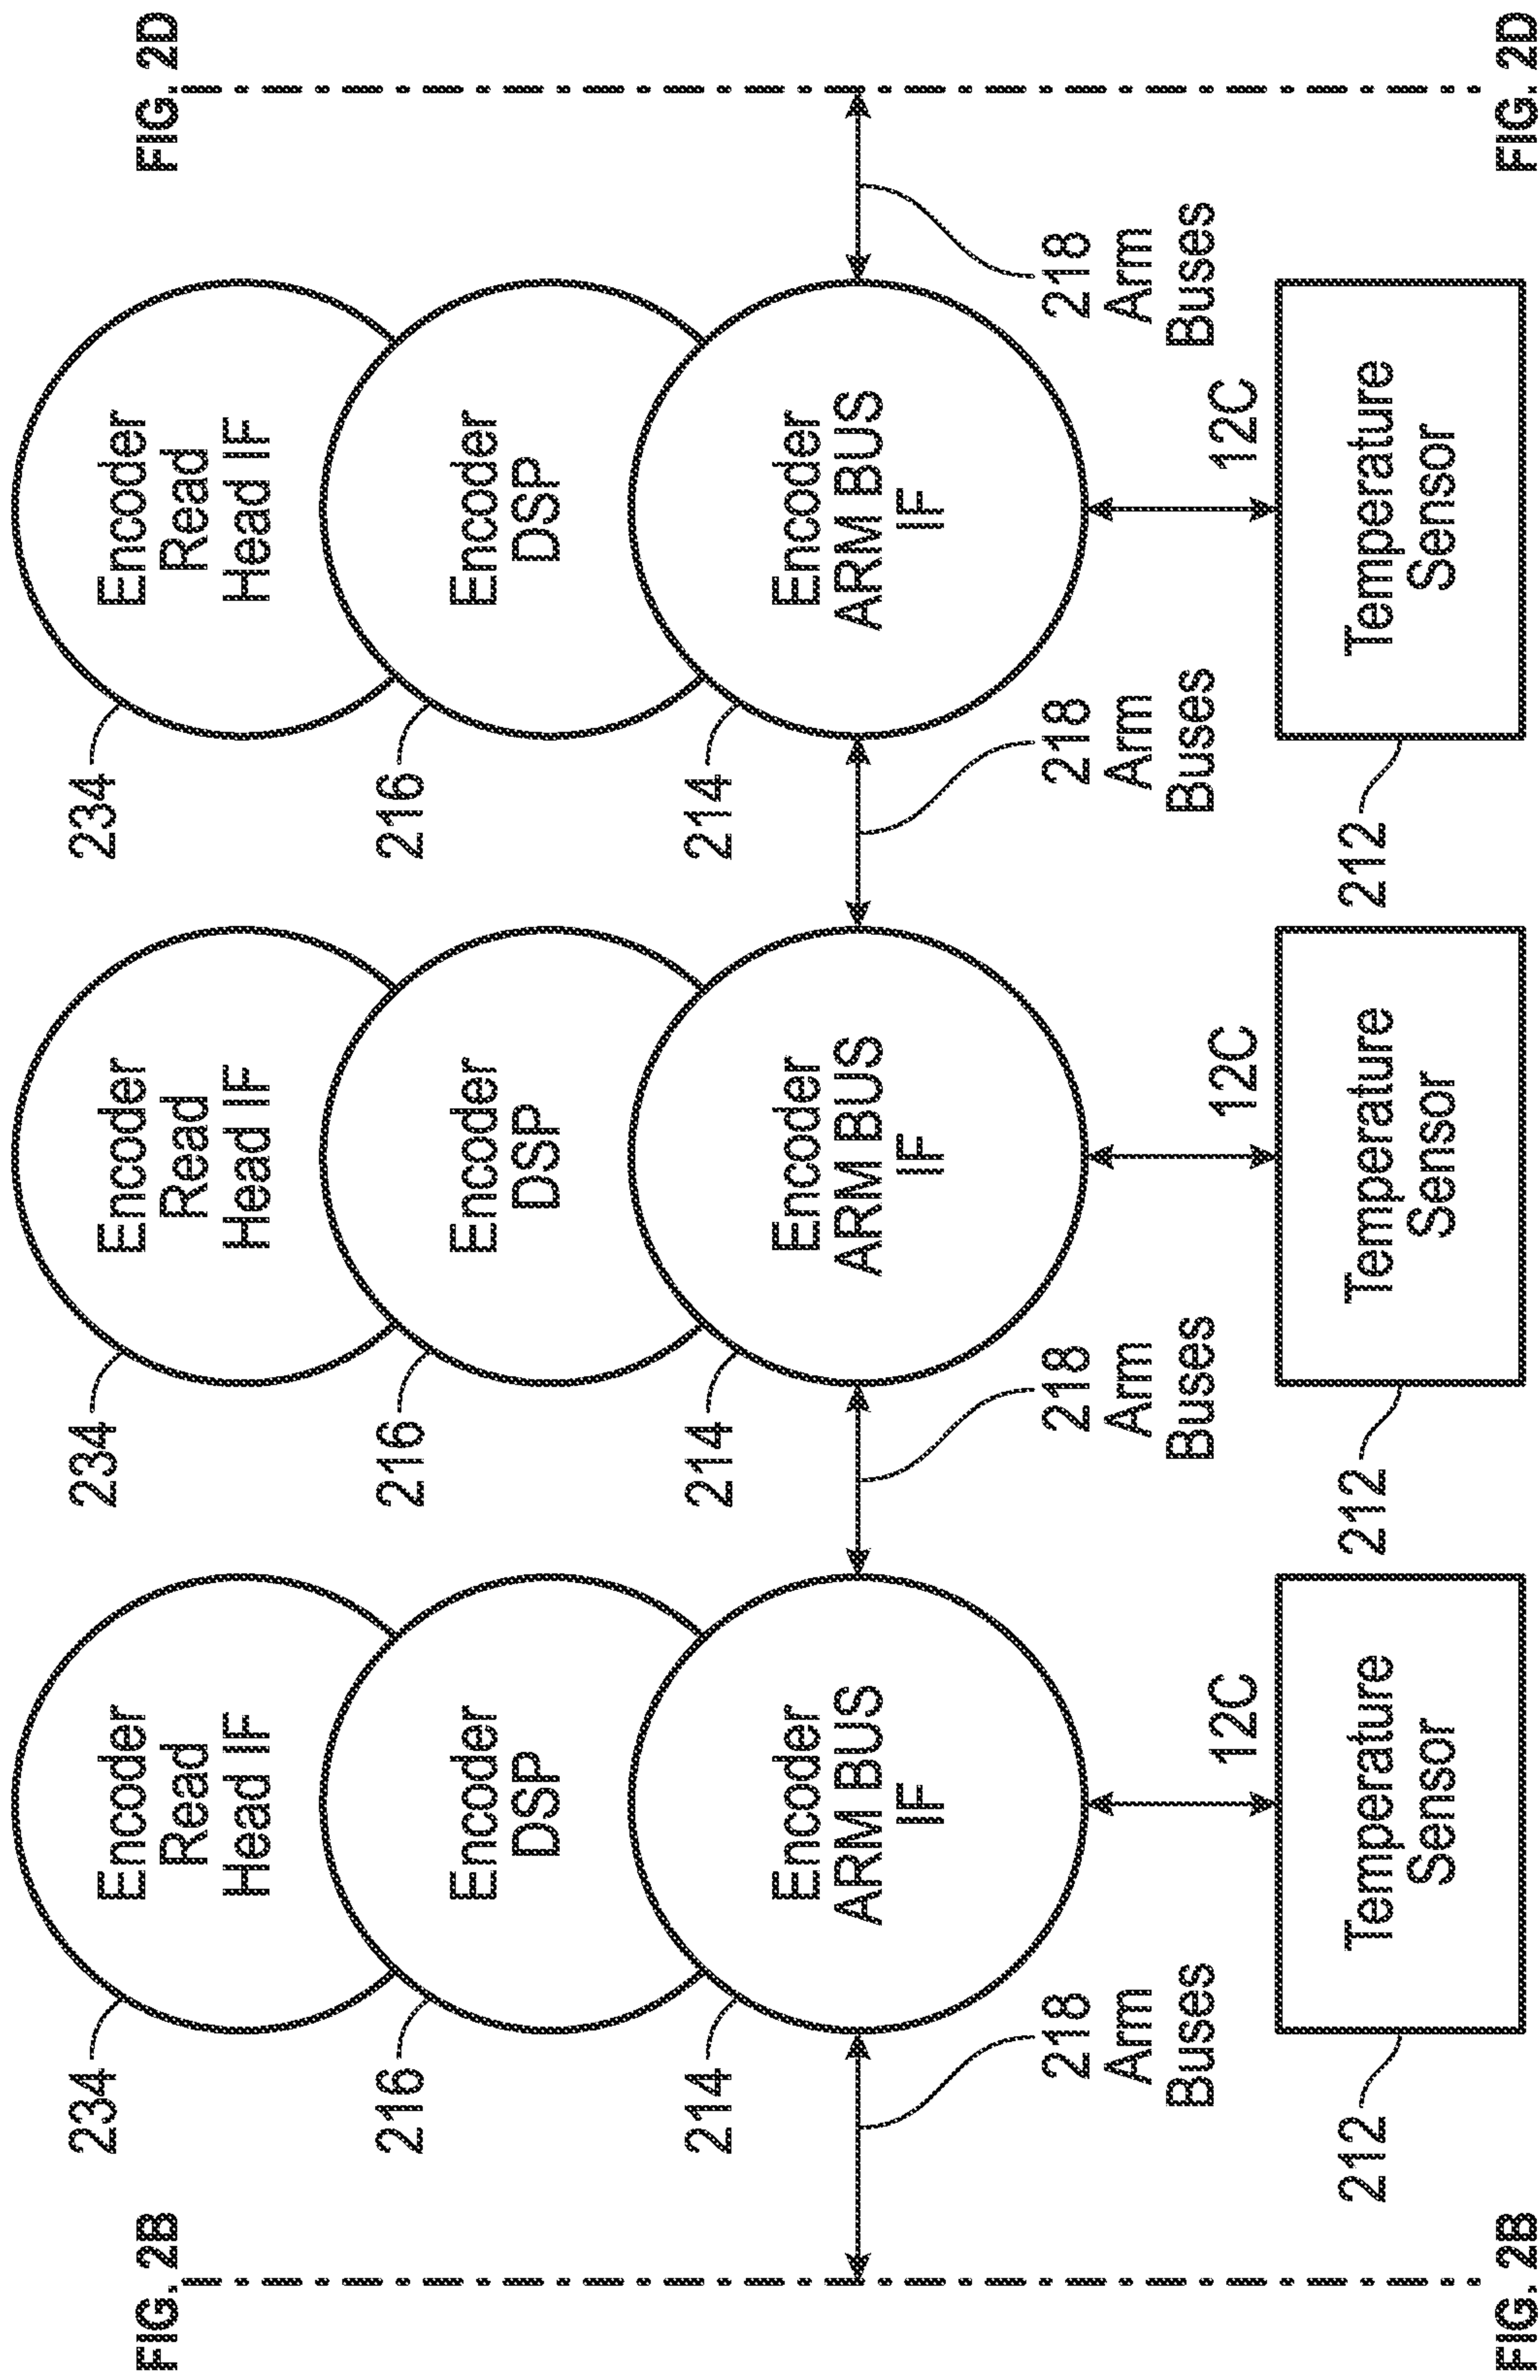 FIG. 2B
FIG. 2D
234
Encoder
Read
Head IF
216
Encoder
DSP
214
Encoder
ARM BUS
IF
218
Arm
Buses
12C
212
Temperature
Sensor
234
Encoder
Read
Head IF
216
Encoder
DSP
214
Encoder
ARM BUS
IF
218
Arm
Buses
12C
212
Temperature
Sensor
234
Encoder
Read
Head IF
216
Encoder
DSP
214
Encoder
ARM BUS
IF
218
Arm
Buses
12C
212
Temperature
Sensor
218
Arm
Buses
FIG. 2B
FIG. 2D